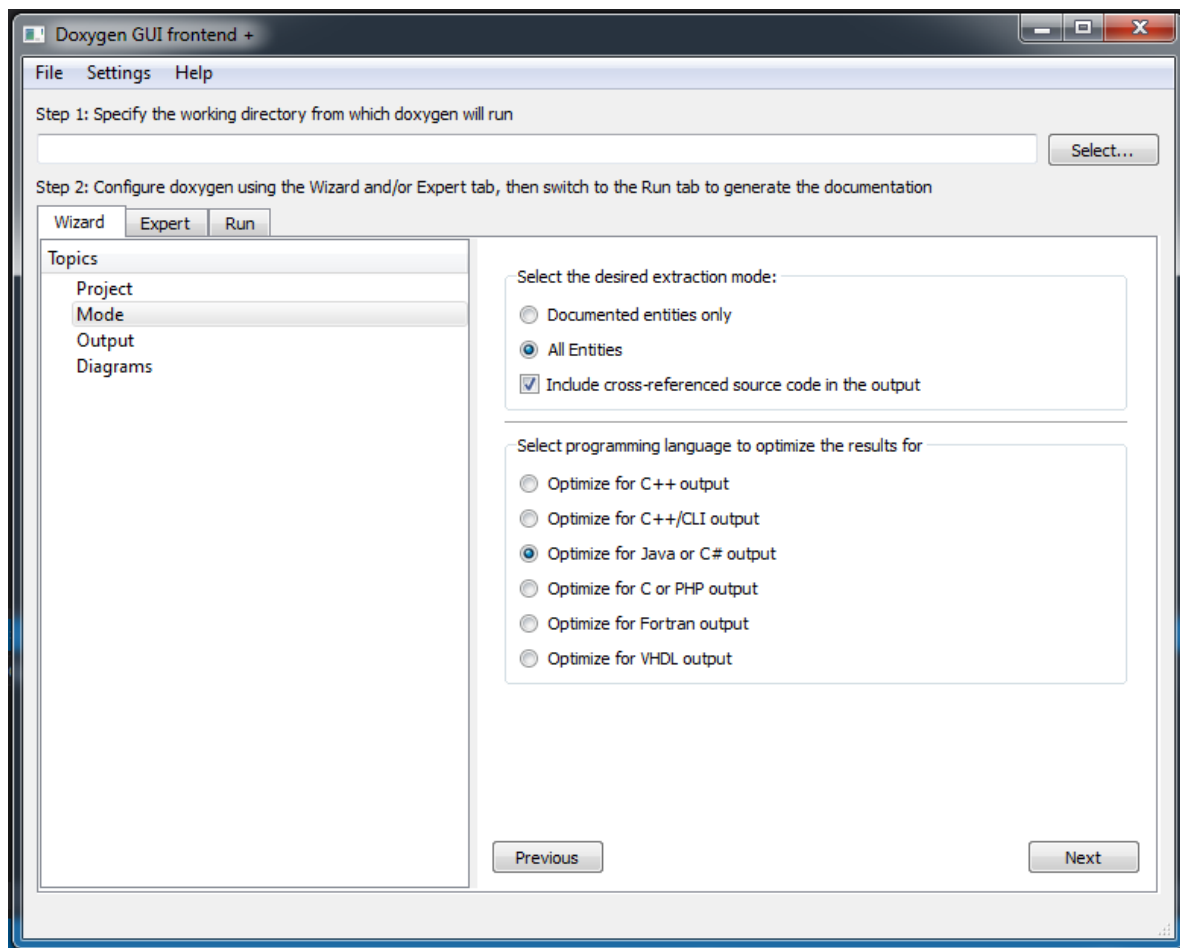 Doxygen GUI frontend +
File Settings Help
Step 1: Specify the working directory from which doxygen will run
Select...
Step 2: Configure doxygen using the Wizard and/or Expert tab, then switch to the Run tab to generate the documentation
Wizard Expert Run
Topics
Project
Mode
Output
Diagrams
Select the desired extraction mode:
Documented entities only
All Entities
Include cross-referenced source code in the output
Select programming language to optimize the results for
Optimize for C++ output
Optimize for C++/CLI output
Optimize for Java or C# output
Optimize for C or PHP output
Optimize for Fortran output
Optimize for VHDL output
Previous Next